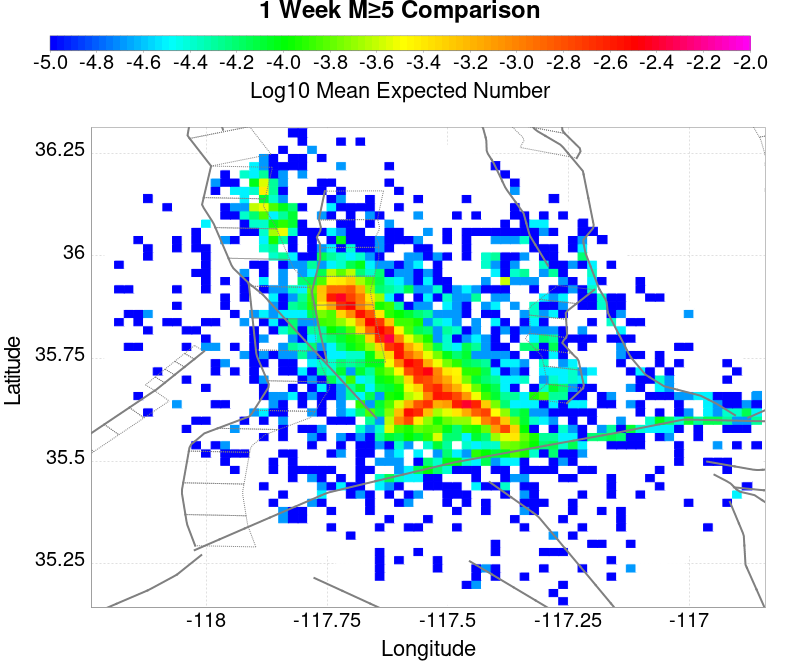 1 Week M≥5 Comparison
-5.0 -4.8 -4.6 -4.4 -4.2 -4.0 -3.8 -3.6 -3.4 -3.2 -3.0 -2.8 -2.6 -2.4 -2.2 -2.0
Log10 Mean Expected Number
36.25
36
35.75
35.5
35.25
Latitude
-118 -117.75 -117.5 -117.25 -117
Longitude